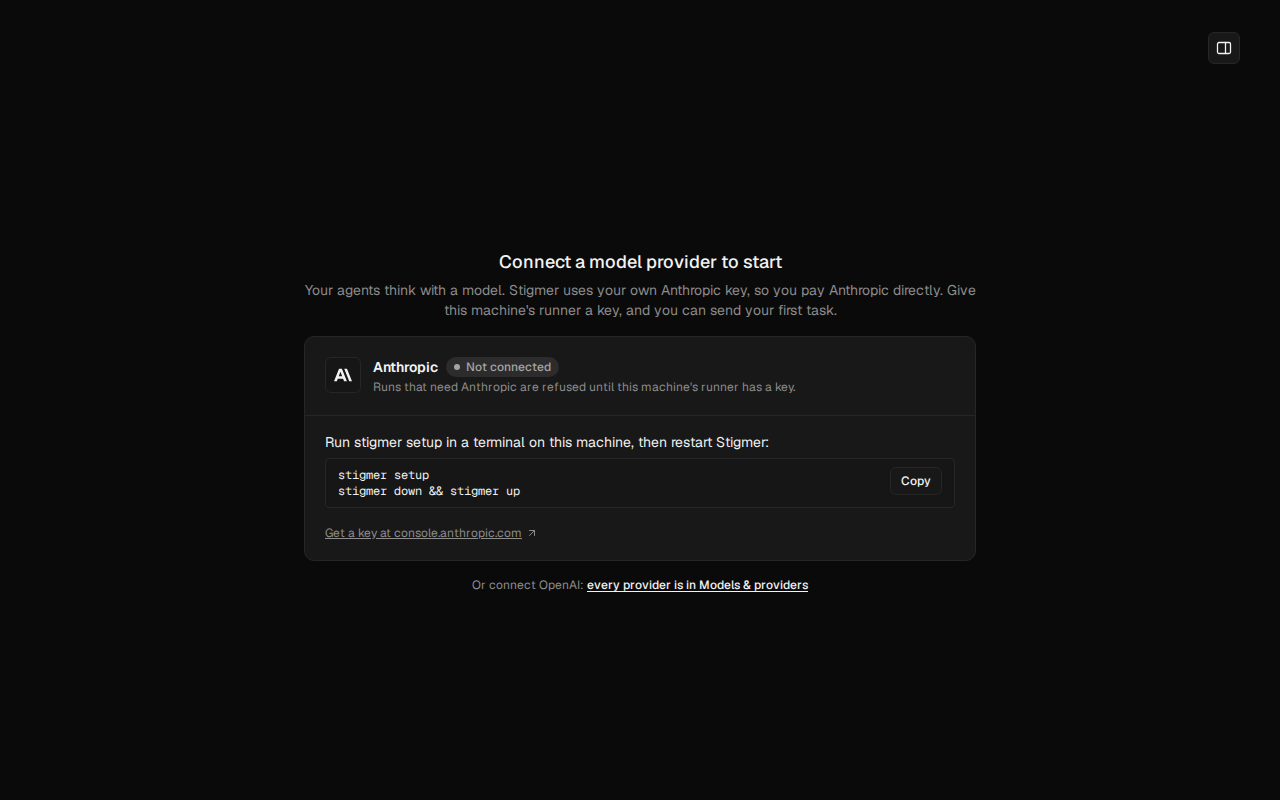 Connect a model provider to start
Your agents think with a model. Stigmer uses your own Anthropic key, so you pay Anthropic directly. Give
this machine's runner a key, and you can send your first task.
Anthropic
Not connected
Runs that need Anthropic are refused until this machine's runner has a key.
Run stigmer setup in a terminal on this machine, then restart Stigmer:
stigmer setup
stigmer down && stigmer up
Copy
Get a key at console.anthropic.com
Or connect OpenAI: every provider is in Models & providers